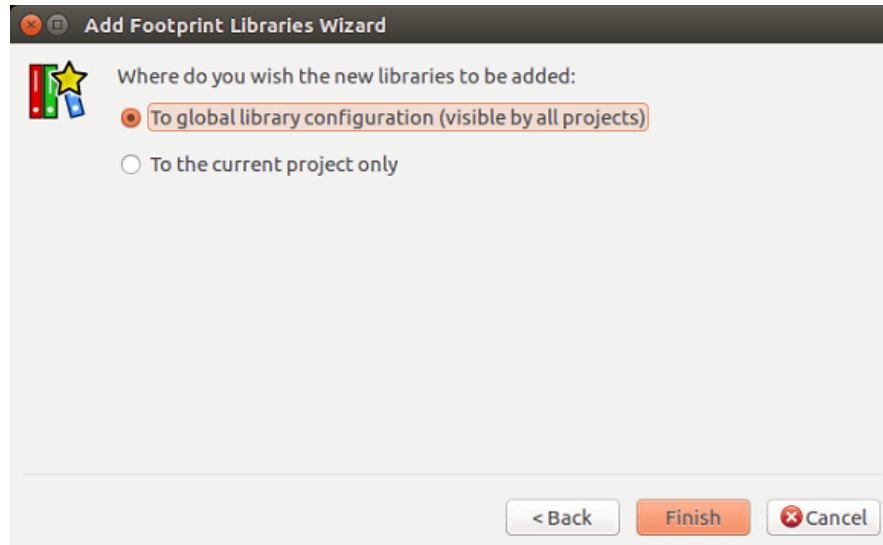 Add Footprint Libraries Wizard
Where do you wish the new libraries to be added:
To global library configuration (visible by all projects)
To the current project only
< Back Finish Cancel